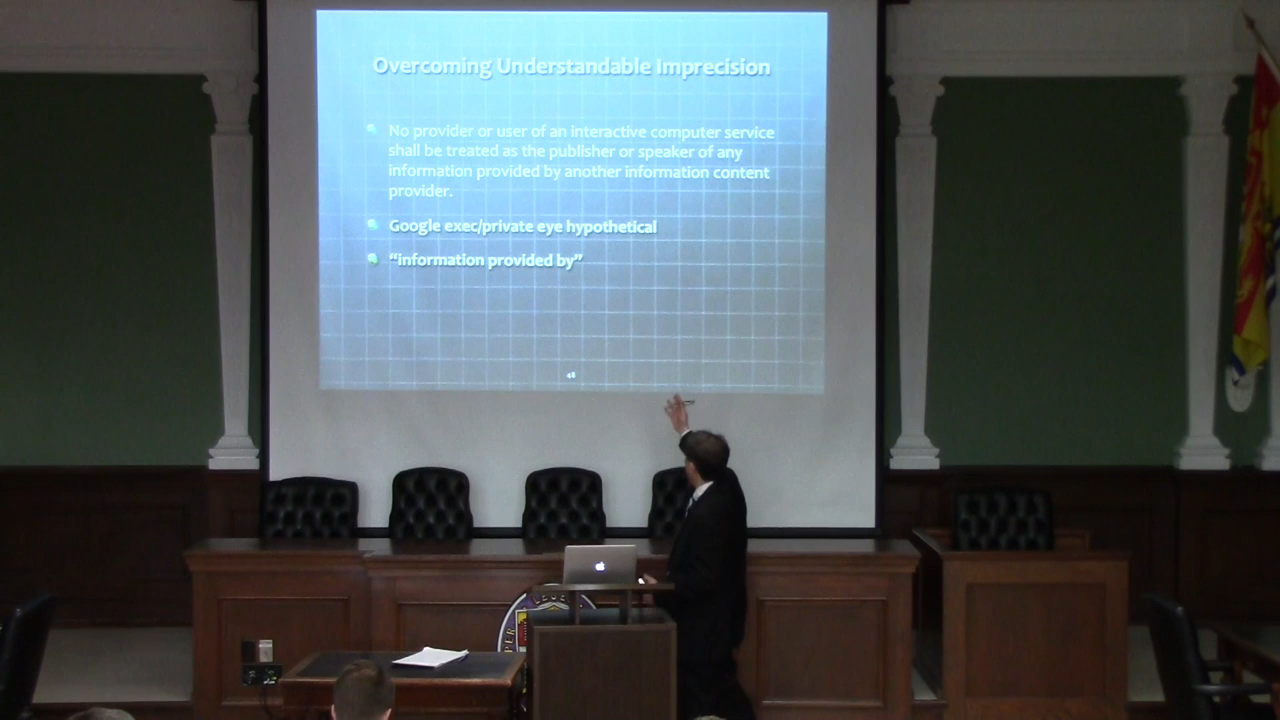 Overcoming Understandable Imprecision
No provider or user of an interactive computer service
shall be treated as the publisher or speaker of any
information provided by another information content
provider.
Google exec/private eye hypothetical
“information provided by”
48